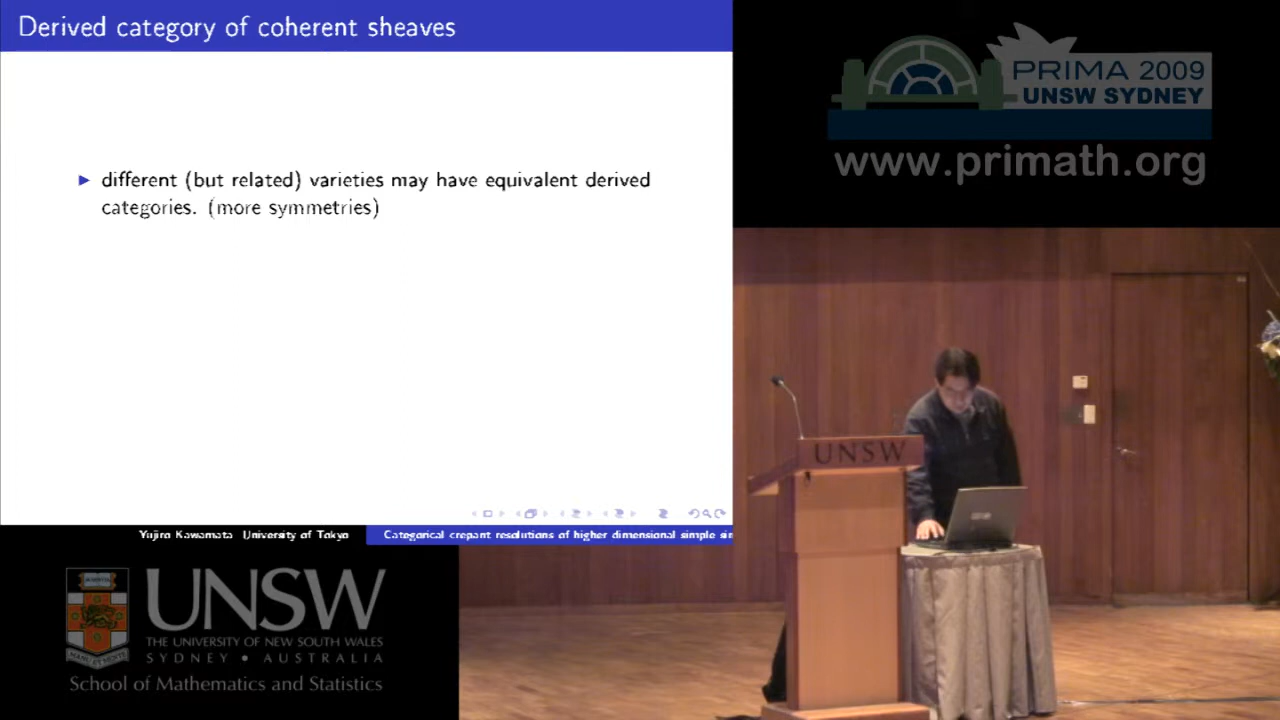 Derived category of coherent sheaves
different (but related) varieties may have equivalent derived
categories. (more symmetries)
Yujiro Kawamata University of Tokyo
Categorical crepant resolutions of higher dimensional simple sin
PRIMA 2009
UNSW SYDNEY
www.primath.org
UNSW
UNSW
THE UNIVERSITY OF NEW SOUTH WALES
SYDNEY • AUSTRALIA
School of Mathematics and Statistics